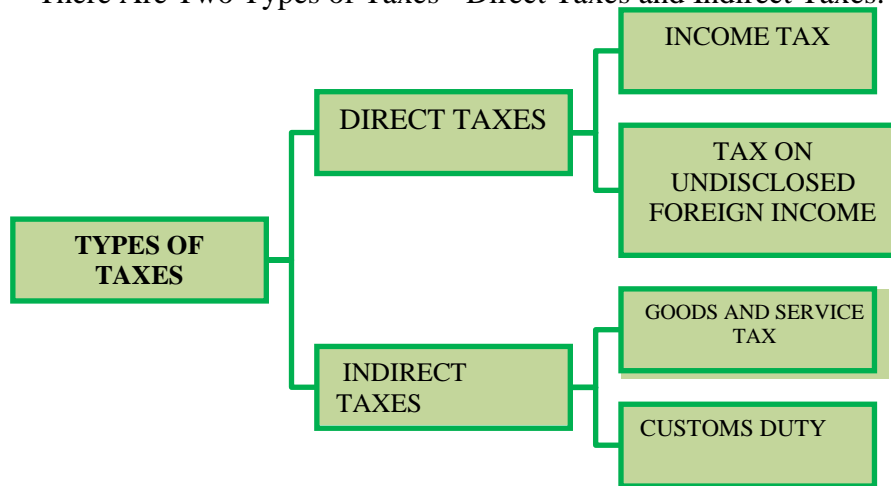 There Are Two Types of Taxes - Direct Taxes and Indirect Taxes.
INCOME TAX
DIRECT TAXES
TAX ON
UNDISCLOSED
FOREIGN INCOME
TYPES OF
TAXES
GOODS AND SERVICE
TAX
INDIRECT
TAXES
CUSTOMS DUTY